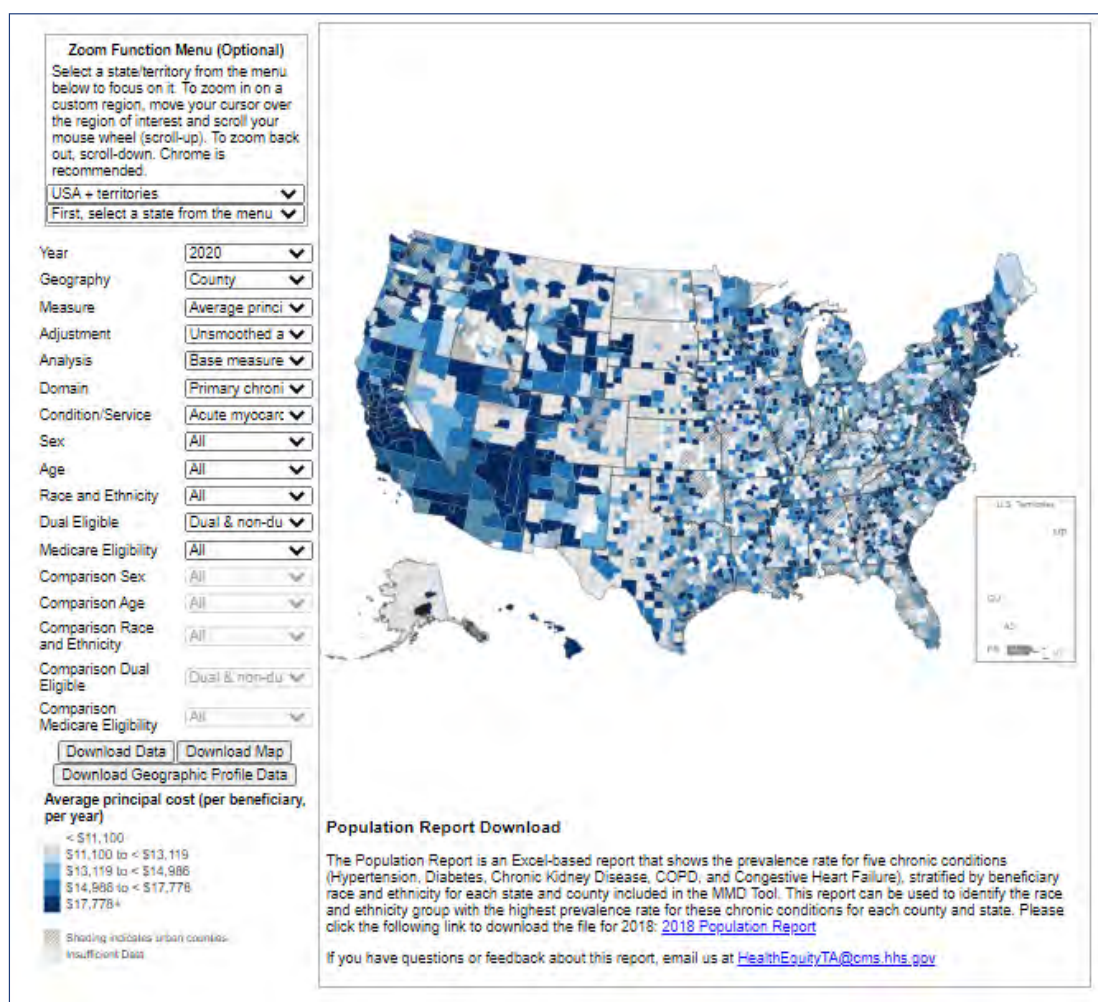 Zoom Function Menu (Optional)
Select a state/territory from the menu
below to focus on it. To zoom in on a
custom region, move your cursor over
the region of interest and scroll your
mouse wheel (scroll-up). To zoom back
out, scroll-down. Chrome is
recommended.
USA + territories
First, select a state from the menu
Year 2020
Geography County
Measure Average princi
Adjustment Unsmoothed a
Analysis Base measure
Domain Primary chroni
Condition/Service Acute myocarc
Sex All
Age All
Race and Ethnicity All
Dual Eligible Dual & non-du
Medicare Eligibility All
Comparison Sex All
Comparison Age All
Comparison Race
and Ethnicity All
Comparison Dual
Eligible Dual & non-du
Comparison
Medicare Eligibility All
Download Data Download Map
Download Geographic Profile Data
Average principal cost (per beneficiary,
per year)
< $11,100
$11,100 to < $13,119
$13,119 to < $14,986
$14,986 to < $17,778
$17,778+
Shading indicates urban counties
Insufficient Data
U.S. Territories
MP
GU
AS
PR VI
Population Report Download
The Population Report is an Excel-based report that shows the prevalence rate for five chronic conditions
(Hypertension, Diabetes, Chronic Kidney Disease, COPD, and Congestive Heart Failure), stratified by beneficiary
race and ethnicity for each state and county included in the MMD Tool. This report can be used to identify the race
and ethnicity group with the highest prevalence rate for these chronic conditions for each county and state. Please
click the following link to download the file for 2018: 2018 Population Report
If you have questions or feedback about this report, email us at HealthEquityTA@cms.hhs.gov